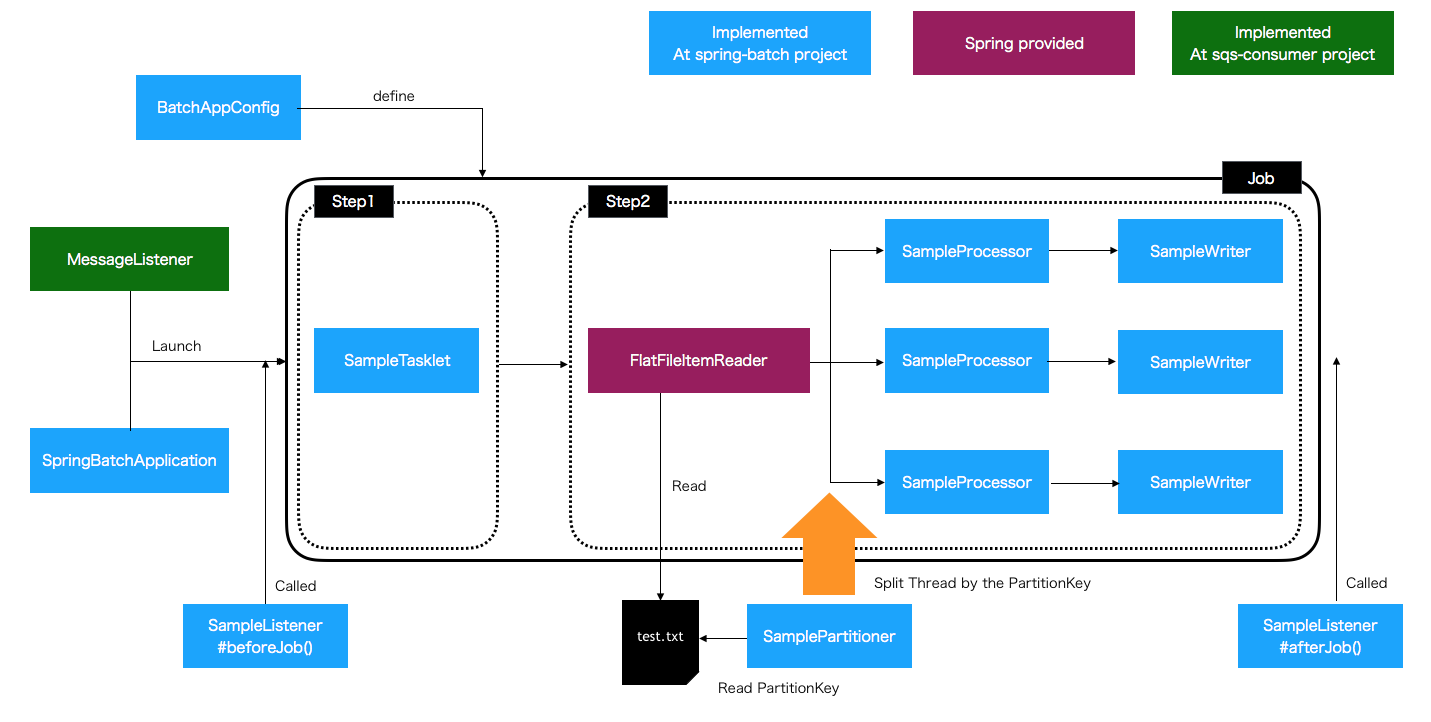 Implemented
At spring-batch project
Spring provided
Implemented
At sqs-consumer project
BatchAppConfig
define
Job
Step1
Step2
MessageListener
SampleProcessor
SampleWriter
Launch
SampleTasklet
FlatFileItemReader
SampleProcessor
SampleWriter
SpringBatchApplication
Read
SampleProcessor
SampleWriter
Called
Split Thread by the PartitionKey
Called
SampleListener
#beforeJob()
test.txt
SamplePartitioner
SampleListener
#afterJob()
Read PartitionKey